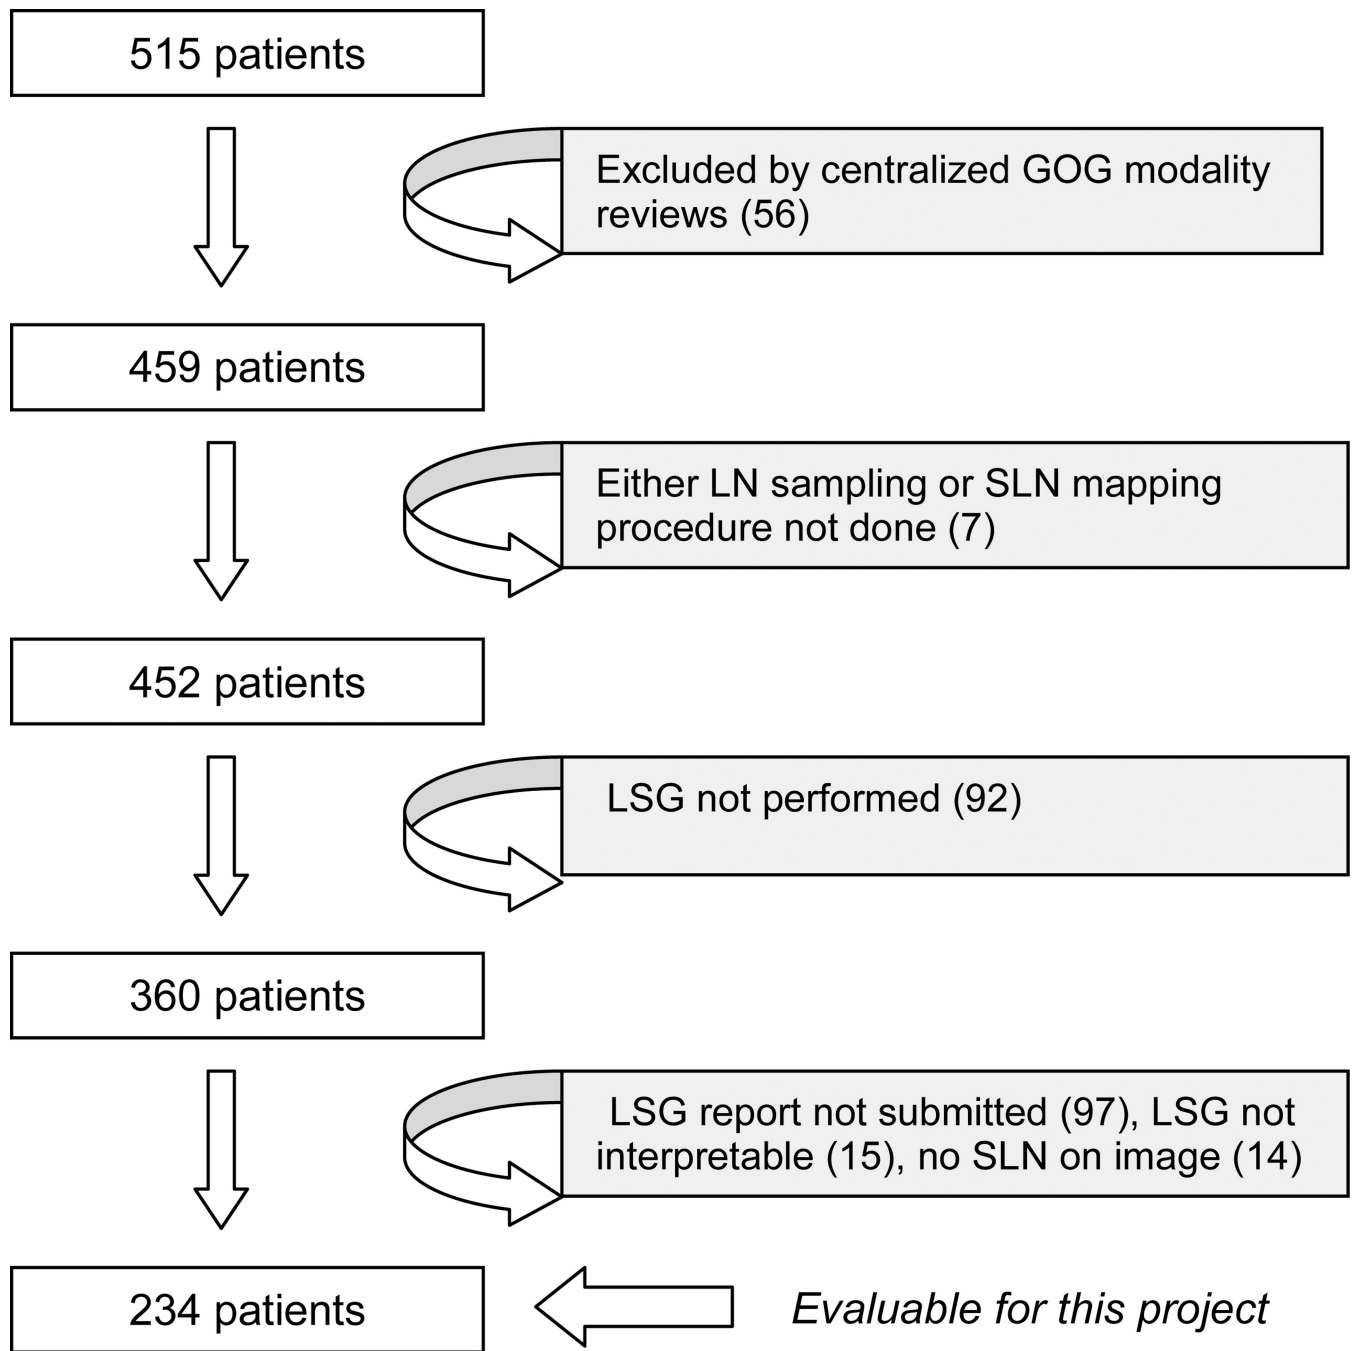 515 patients
Excluded by centralized GOG modality
reviews (56)
459 patients
Either LN sampling or SLN mapping
procedure not done (7)
452 patients
LSG not performed (92)
360 patients
LSG report not submitted (97), LSG not
interpretable (15), no SLN on image (14)
234 patients
Evaluable for this project